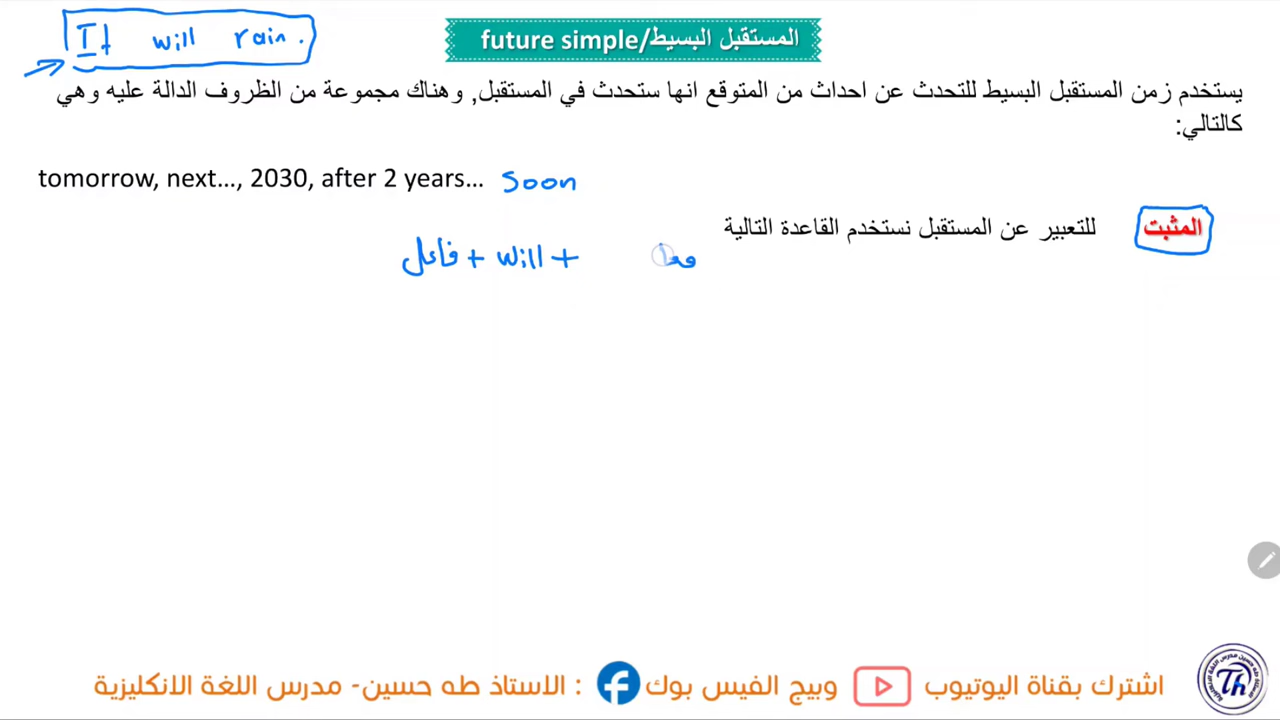 It will rain.
المستقبل البسيط/future simple
يستخدم زمن المستقبل البسيط للتحدث عن احداث من المتوقع انها ستحدث في المستقبل, وهناك مجموعة من الظروف الدالة عليه وهي
كالتالي:
tomorrow, next..., 2030, after 2 years... soon
المثبت للتعبير عن المستقبل نستخدم القاعدة التالية
فاعل + will +
اشترك بقناة اليوتيوب وبيج الفيس بوك : الاستاذ طه حسين- مدرس اللغة الانكليزية
Th